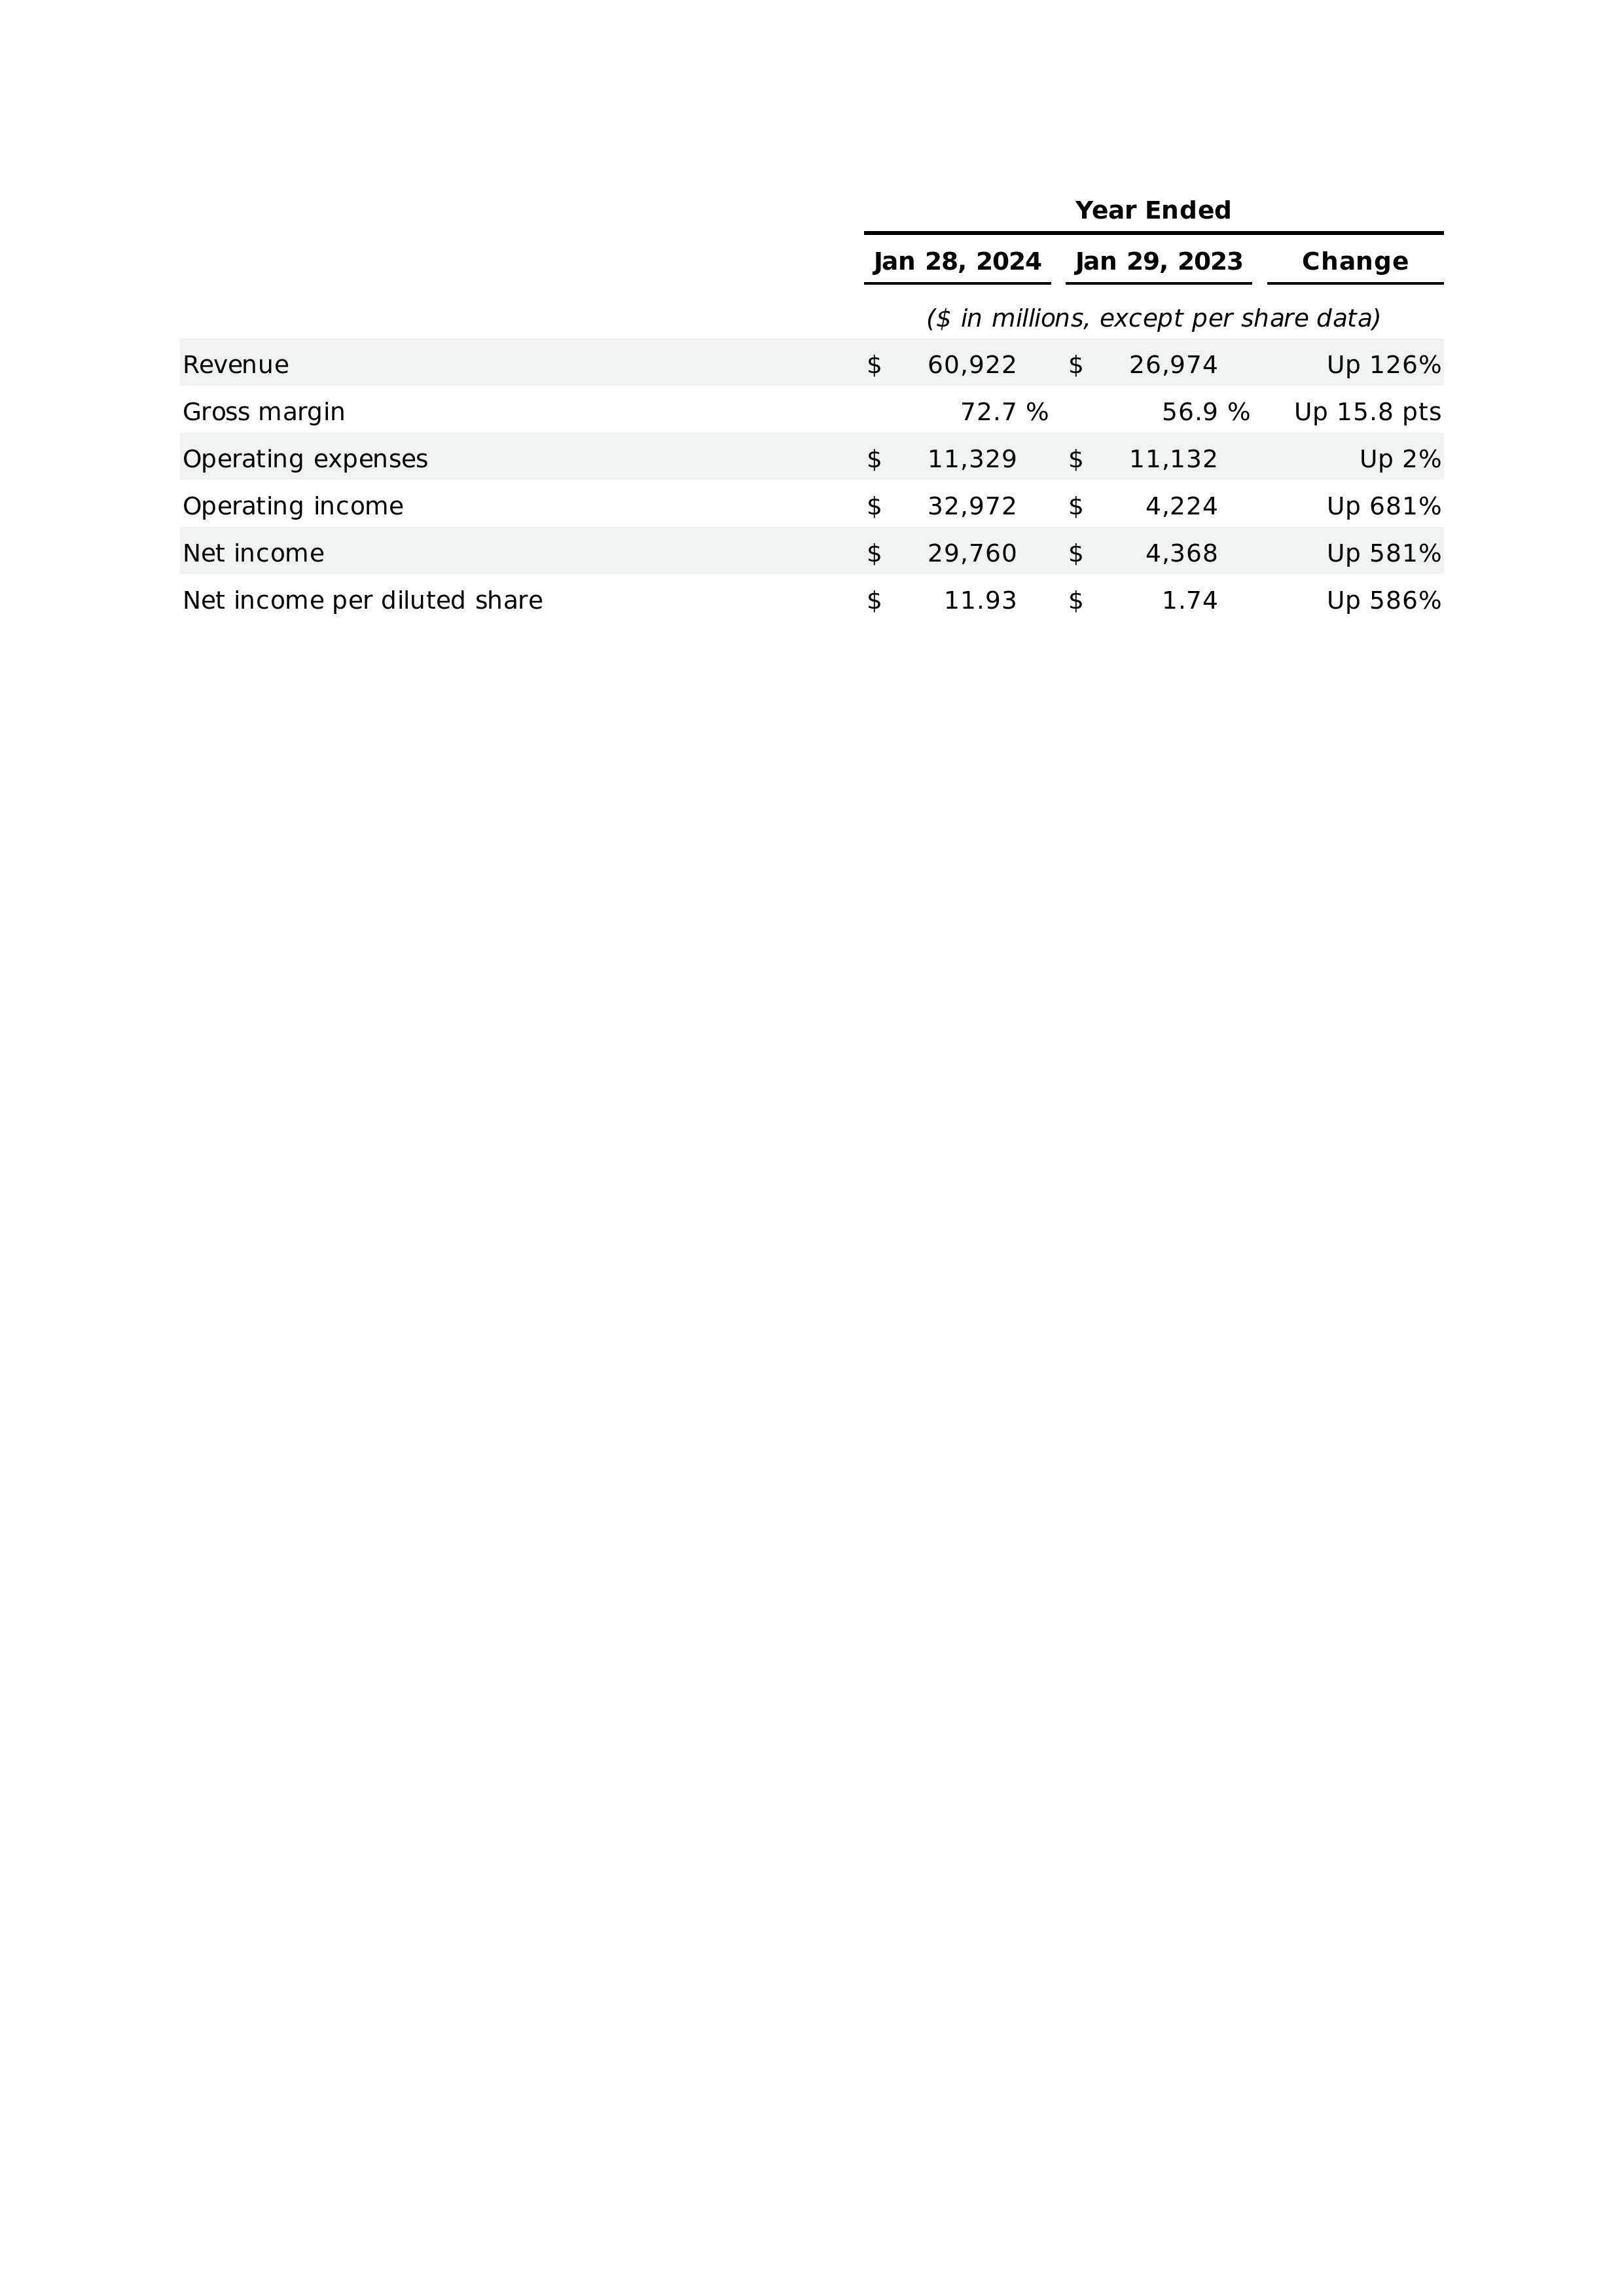 Year Ended
Jan 28, 2024 Jan 29, 2023 Change
($ in millions, except per share data)
Revenue $ 60,922 $ 26,974 Up 126%
Gross margin 72.7 % 56.9 % Up 15.8 pts
Operating expenses $ 11,329 $ 11,132 Up 2%
Operating income $ 32,972 $ 4,224 Up 681%
Net income $ 29,760 $ 4,368 Up 581%
Net income per diluted share $ 11.93 $ 1.74 Up 586%